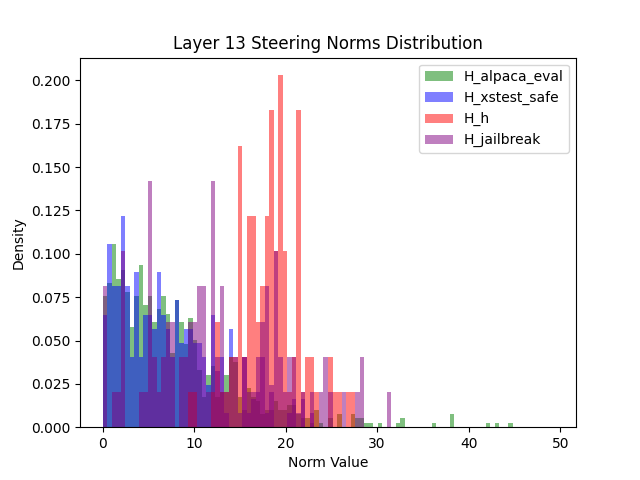 Layer 13 Steering Norms Distribution
H_alpaca_eval
H_xstest_safe
H_h
H_jailbreak
0.200
0.175
0.150
0.125
0.100
0.075
0.050
0.025
0.000
Density
0 10 20 30 40 50
Norm Value